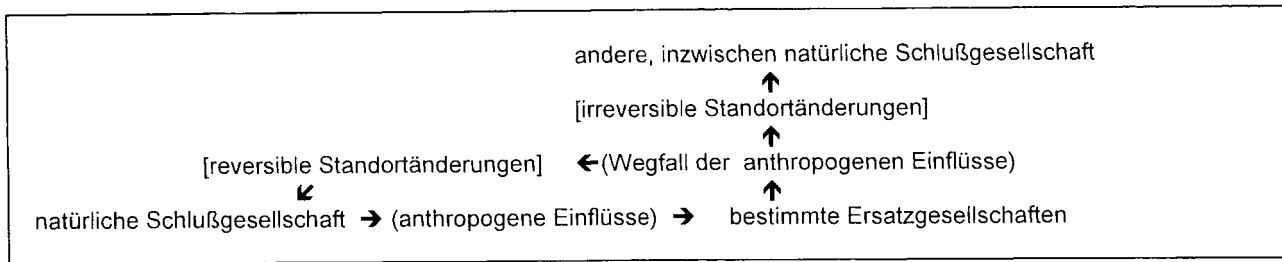 andere, inzwischen natürliche Schlußgesellschaft
↑
[irreversible Standortänderungen]
↑
[reversible Standortänderungen] ←(Wegfall der anthropogenen Einflüsse)
↙ ↑
natürliche Schlußgesellschaft → (anthropogene Einflüsse) → bestimmte Ersatzgesellschaften